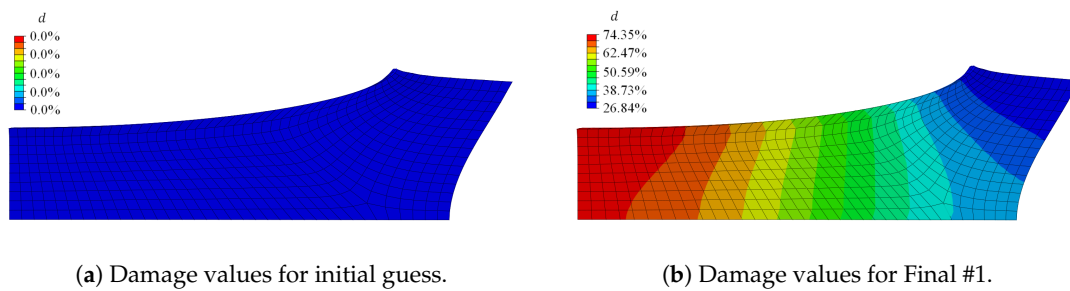 d
0.0%
0.0%
0.0%
0.0%
0.0%
d
74.35%
62.47%
50.59%
38.73%
26.84%
(a) Damage values for initial guess.
(b) Damage values for Final #1.